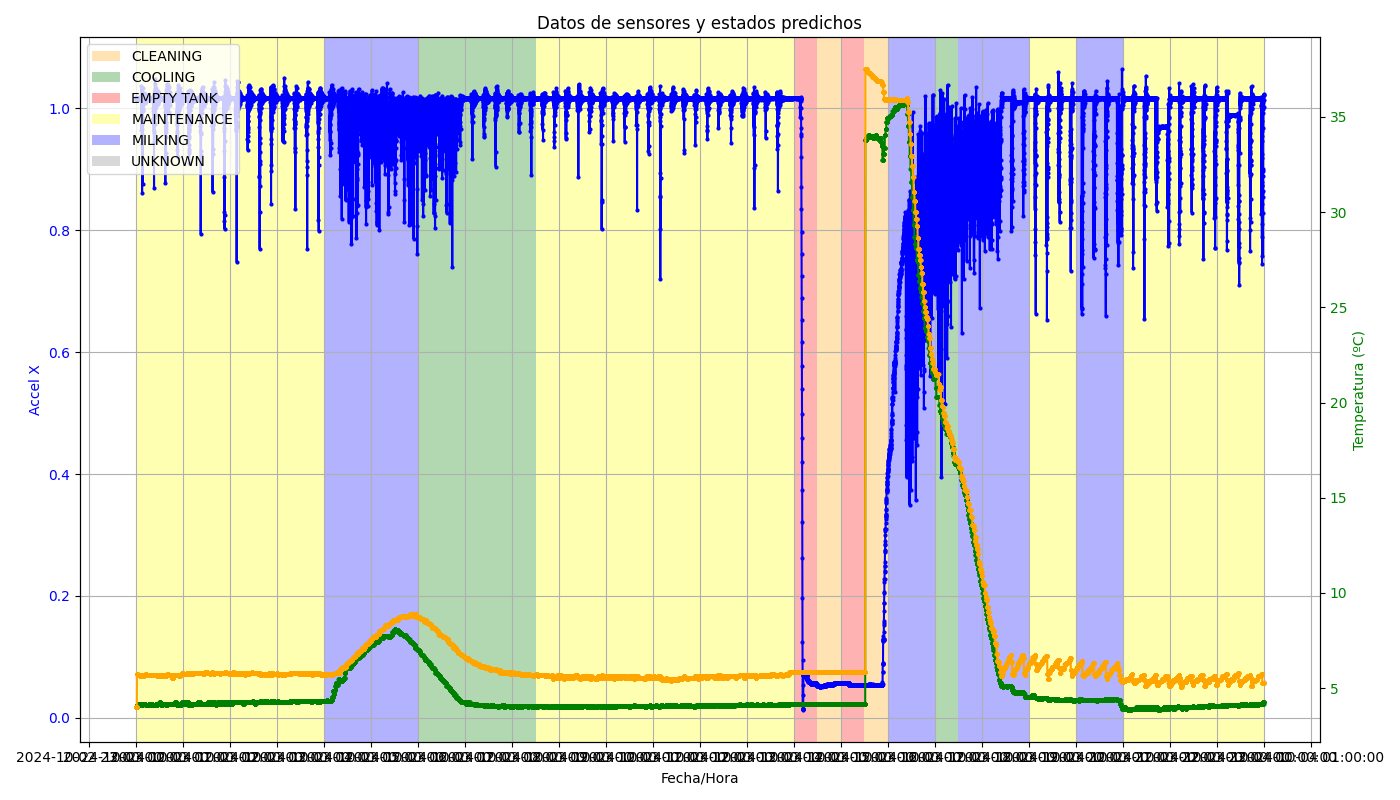 Datos de sensores y estados predichos
CLEANING
COOLING
EMPTY TANK
MAINTENANCE
MILKING
UNKNOWN
1.0
0.8
0.6
0.4
0.2
0.0
Accel X
35
30
25
20
15
10
5
Temperatura (ºC)
Fecha/Hora